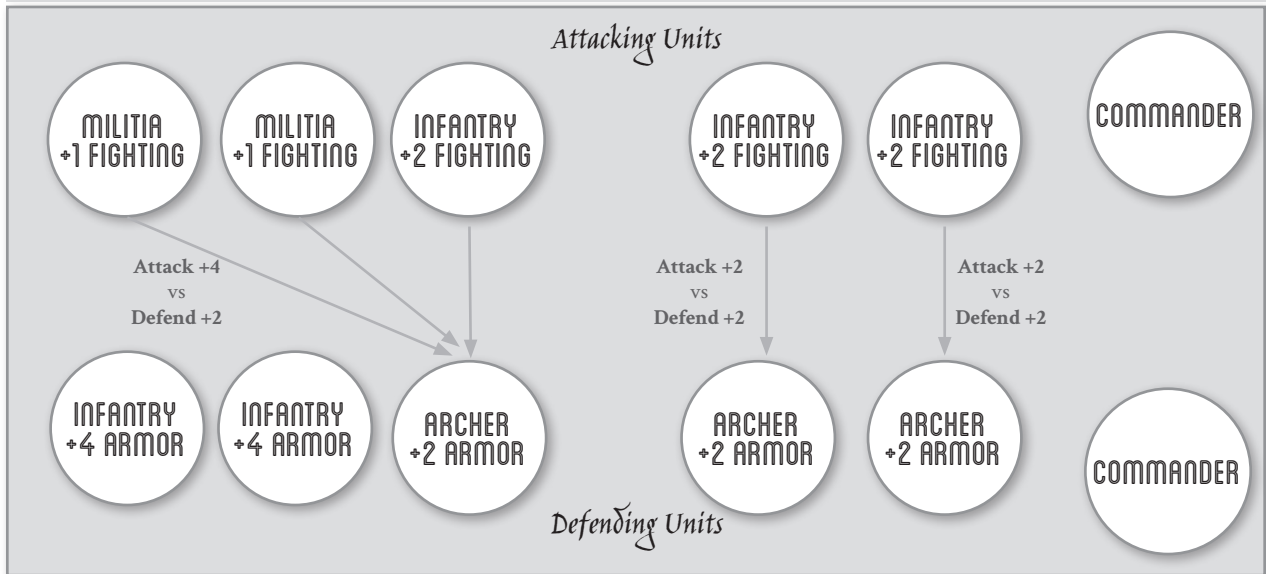 Attacking Units
MILITIA
+1 FIGHTING
MILITIA
+1 FIGHTING
INFANTRY
+2 FIGHTING
INFANTRY
+2 FIGHTING
INFANTRY
+2 FIGHTING
COMMANDER
Attack +4
vs
Defend +2
Attack +2
vs
Defend +2
Attack +2
vs
Defend +2
INFANTRY
+4 ARMOR
INFANTRY
+4 ARMOR
ARCHER
+2 ARMOR
ARCHER
+2 ARMOR
ARCHER
+2 ARMOR
COMMANDER
Defending Units